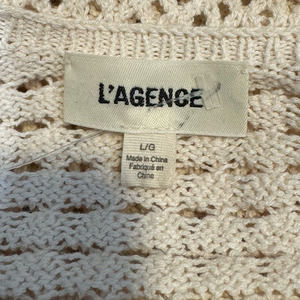 L'AGENCE
L/G
Made in China
Fabriqué en
Chine